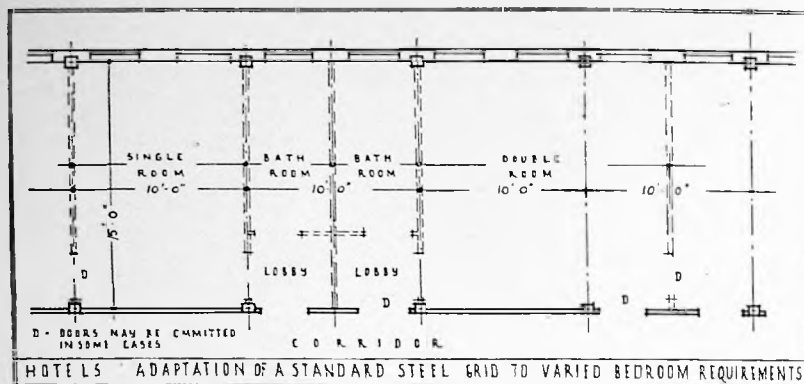 SINGLE ROOM
BATH ROOM
BATH ROOM
DOUBLE ROOM
10'-0"
10'-0"
10'-0"
10'-0"
15'-0"
LOBBY
LOBBY
D
D
D
D
D - DOORS MAY BE CMMITTED
IN SOME CASES
CORRIDOR
HOTELS ADAPTATION OF A STANDARD STEEL GRID TO VARIED BEDROOM REQUIREMENTS